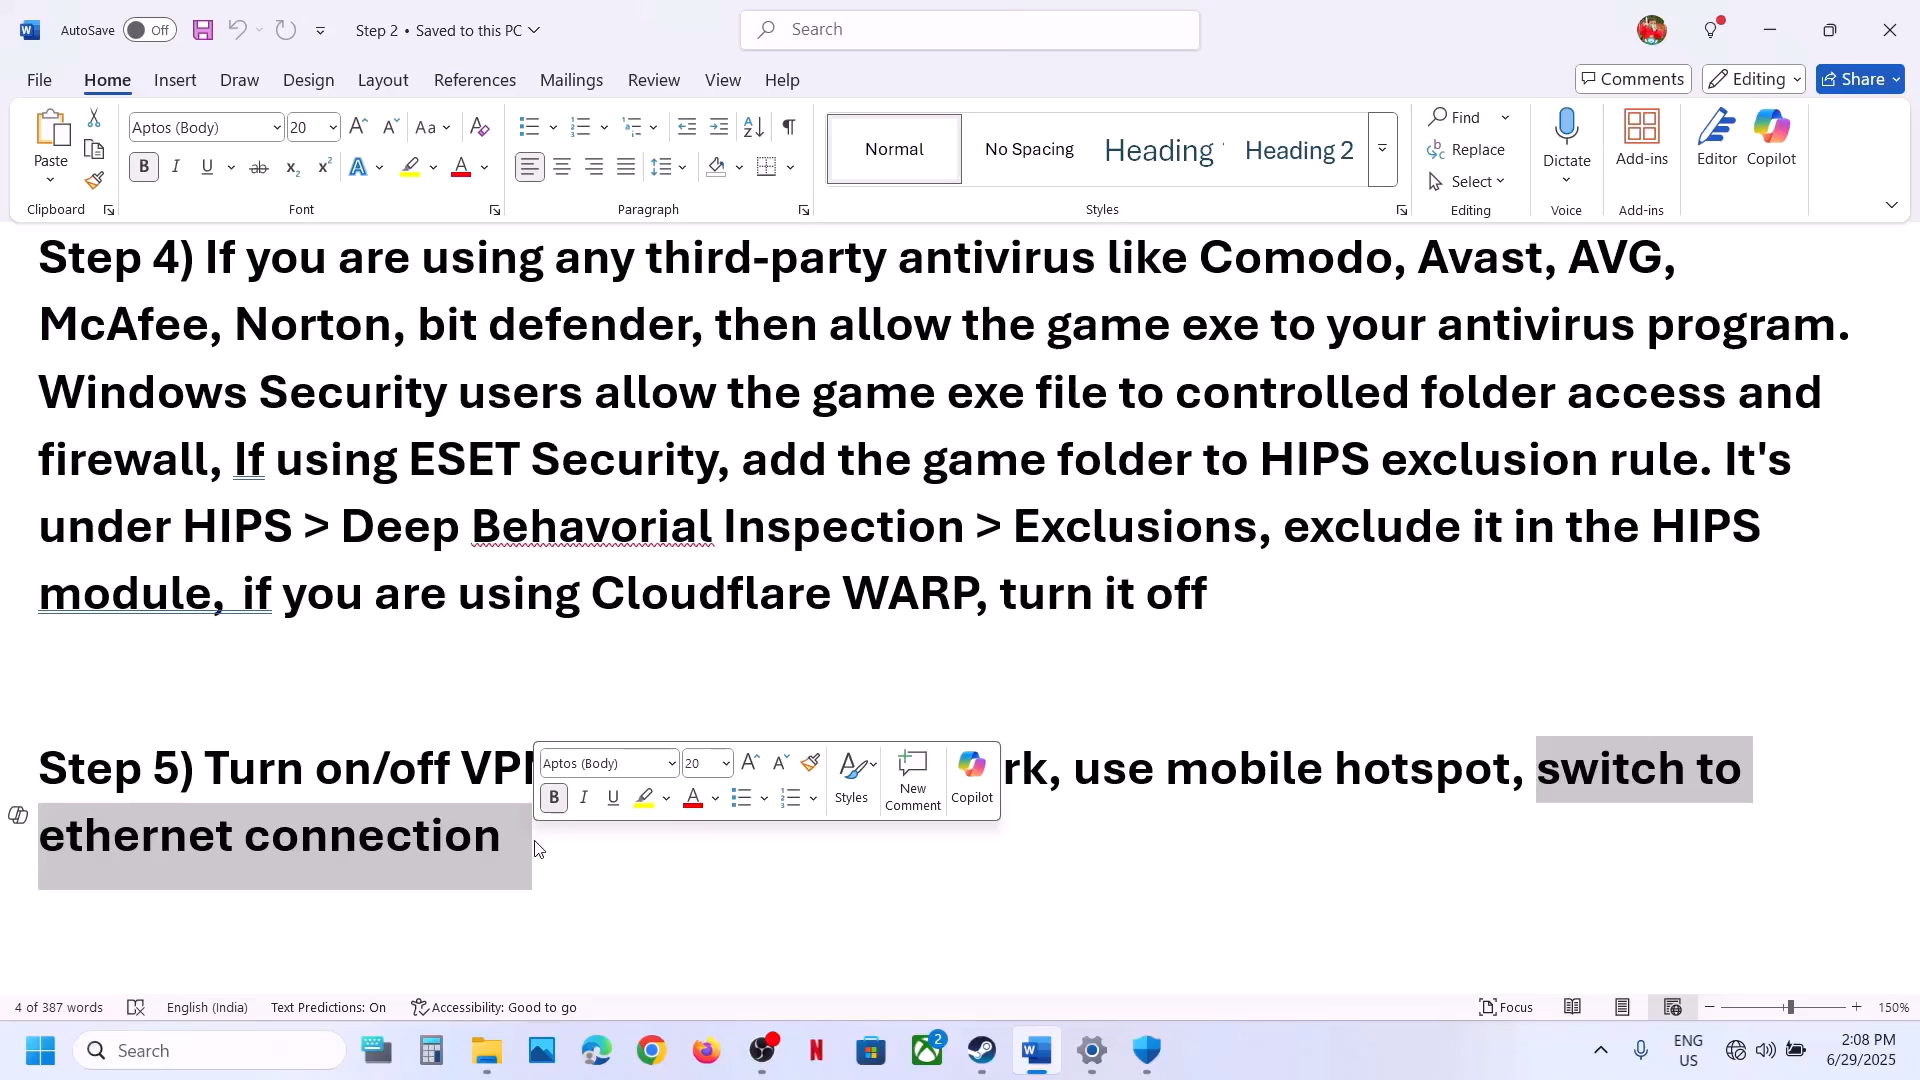 AutoSave Off Step 2 • Saved to this PC Search
File Home Insert Draw Design Layout References Mailings Review View Help Comments Editing Share
Aptos (Body) 20 Aa Find
Paste Normal No Spacing Heading Heading 2 Replace Dictate Add-ins Editor Copilot
B I U ab x₂ x² A A Select
Clipboard Font Paragraph Styles Editing Voice Add-ins
Step 4) If you are using any third-party antivirus like Comodo, Avast, AVG,
McAfee, Norton, bit defender, then allow the game exe to your antivirus program.
Windows Security users allow the game exe file to controlled folder access and
firewall, If using ESET Security, add the game folder to HIPS exclusion rule. It's
under HIPS > Deep Behavorial Inspection > Exclusions, exclude it in the HIPS
module, if you are using Cloudflare WARP, turn it off
Step 5) Turn on/off VP rk, use mobile hotspot, switch to
ethernet connection
Aptos (Body) 20
B I U A Styles New Comment Copilot
4 of 387 words English (India) Text Predictions: On Accessibility: Good to go Focus 150%
Search 2 ENG US 2:08 PM 6/29/2025